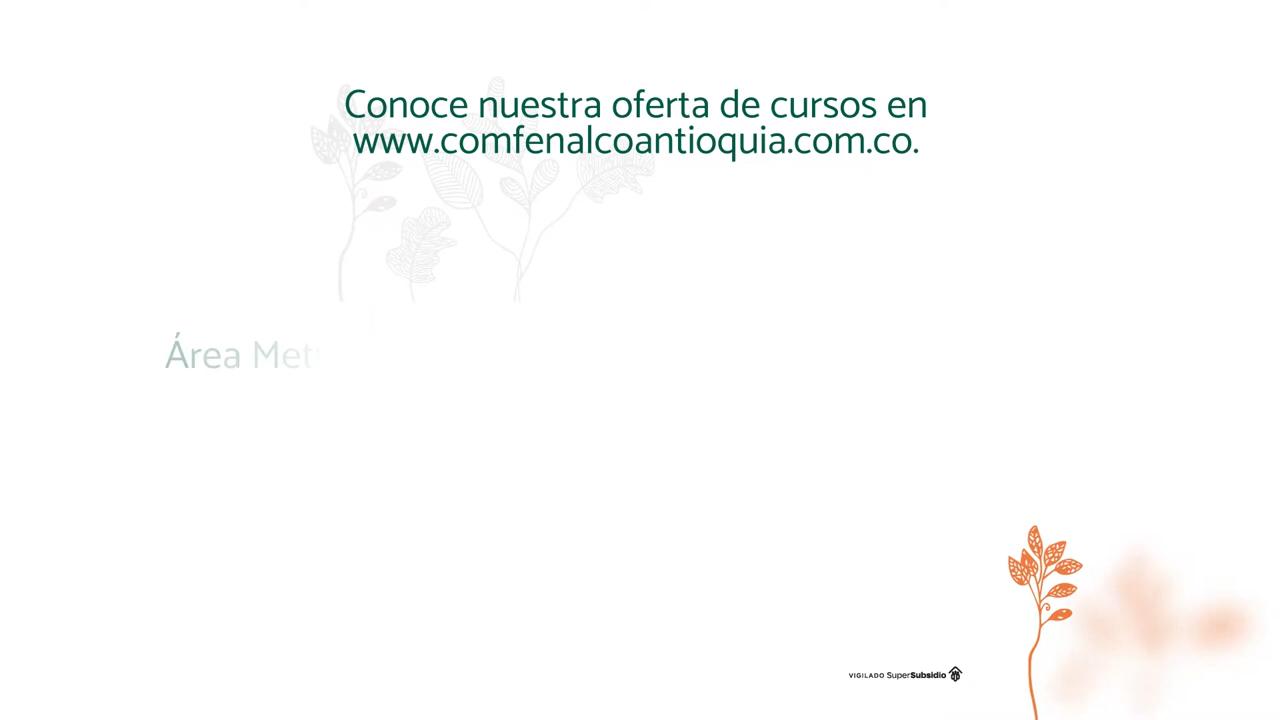 Conoce nuestra oferta de cursos en
www.comfenalcoantioquia.com.co.
Área
VIGILADO SuperSubsidio